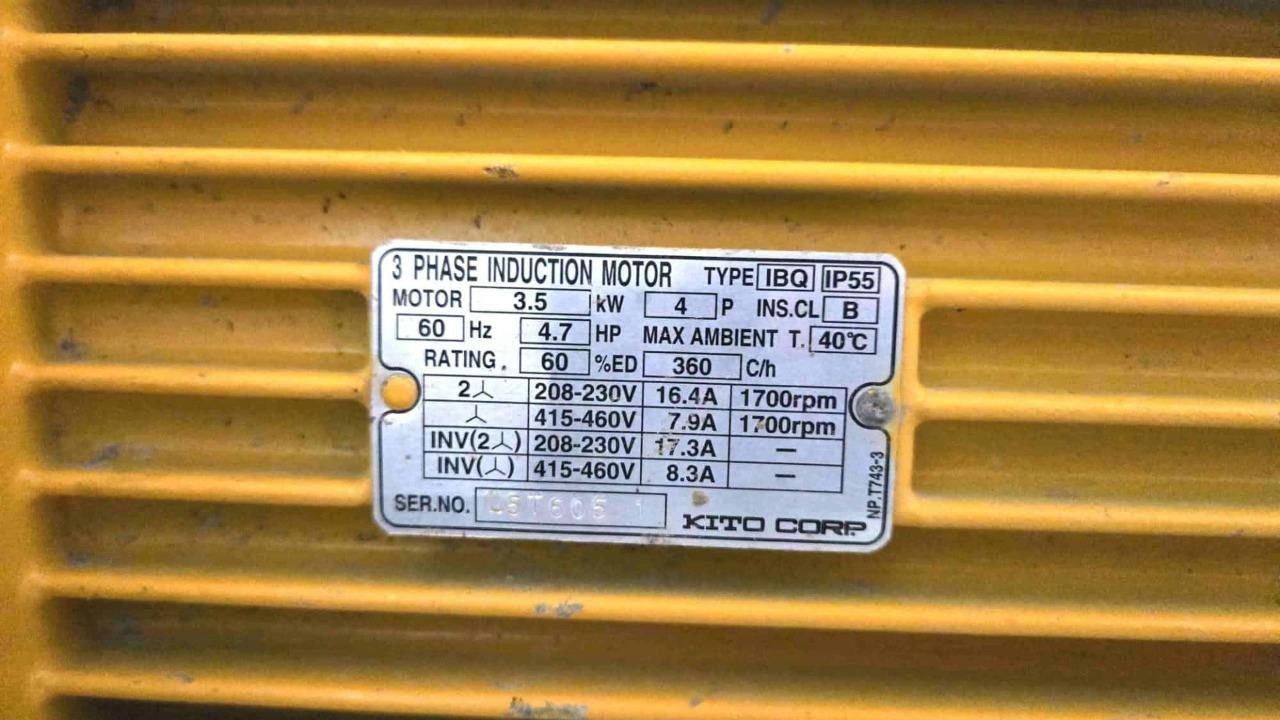 3 PHASE INDUCTION MOTOR TYPE IBQ IP55
MOTOR 3.5 kW 4 P INS.CL B
60 Hz 4.7 HP MAX AMBIENT T. 40℃
RATING. 60 %ED 360 C/h
2⅄ 208-230V 16.4A 1700rpm
⅄ 415-460V 7.9A 1700rpm
INV(2⅄) 208-230V 17.3A —
INV(⅄) 415-460V 8.3A —
SER.NO.
KITO CORP.
NP.T743-3